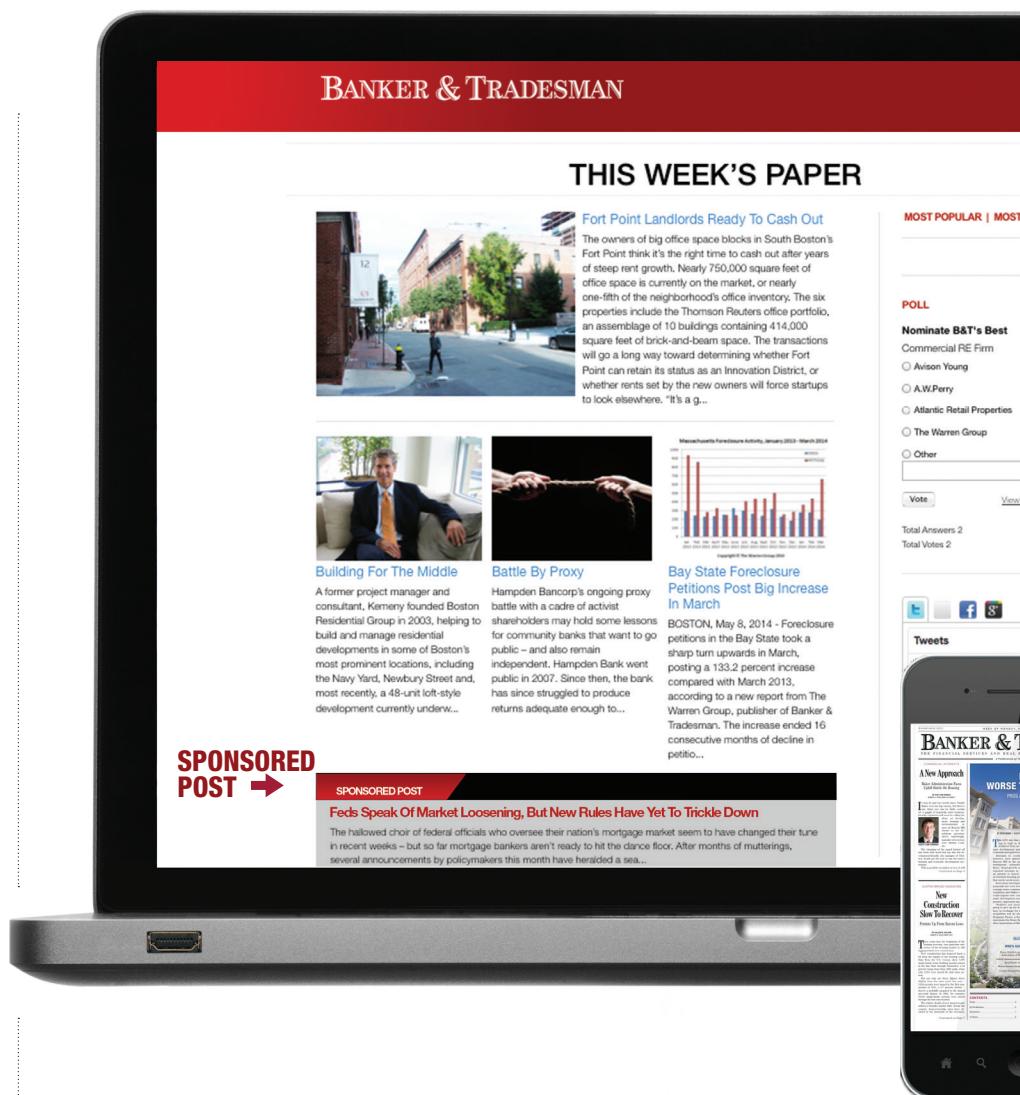 BANKER & TRADESMAN
THIS WEEK'S PAPER
Fort Point Landlords Ready To Cash Out
The owners of big office space blocks in South Boston's
Fort Point think it's the right time to cash out after years
of steep rent growth. Nearly 750,000 square feet of
office space is currently on the market, or nearly
one-fifth of the neighborhood's office inventory. The six
properties include the Thomson Reuters office portfolio,
an assemblage of 10 buildings containing 414,000
square feet of brick-and-beam space. The transactions
will go a long way toward determining whether Fort
Point can retain its status as an Innovation District, or
whether rents set by the new owners will force startups
to look elsewhere. "It's a g...
12
Building For The Middle
A former project manager and
consultant, Kemeny founded Boston
Residential Group in 2003, helping to
build and manage residential
developments in some of Boston's
most prominent locations, including
the Navy Yard, Newbury Street and,
most recently, a 48-unit loft-style
development currently underw...
Battle By Proxy
Hampden Bancorp's ongoing proxy
battle with a cadre of activist
shareholders may hold some lessons
for community banks that want to go
public – and also remain
independent. Hampden Bank went
public in 2007. Since then, the bank
has since struggled to produce
returns adequate enough to...
Massachusetts Foreclosure Activity, January 2013 - March 2014
Copyright © The Warren Group 2014
Bay State Foreclosure
Petitions Post Big Increase
In March
BOSTON, May 8, 2014 - Foreclosure
petitions in the Bay State took a
sharp turn upwards in March,
posting a 133.2 percent increase
compared with March 2013,
according to a new report from The
Warren Group, publisher of Banker &
Tradesman. The increase ended 16
consecutive months of decline in
petitio...
SPONSORED
POST
SPONSORED POST
Feds Speak Of Market Loosening, But New Rules Have Yet To Trickle Down
The hallowed choir of federal officials who oversee their nation's mortgage market seem to have changed their tune
in recent weeks – but so far mortgage bankers aren't ready to hit the dance floor. After months of mutterings,
several announcements by policymakers this month have heralded a sea...
MOST POPULAR | MOST
POLL
Nominate B&T's Best
Commercial RE Firm
Avison Young
A.W.Perry
Atlantic Retail Properties
The Warren Group
Other
Vote
View
Total Answers 2
Total Votes 2
Tweets
BANKER &
THE FINANCIAL SERVICES AND REAL
A New Approach
WORSE
New
Construction
Slow To Recover
CONTENTS